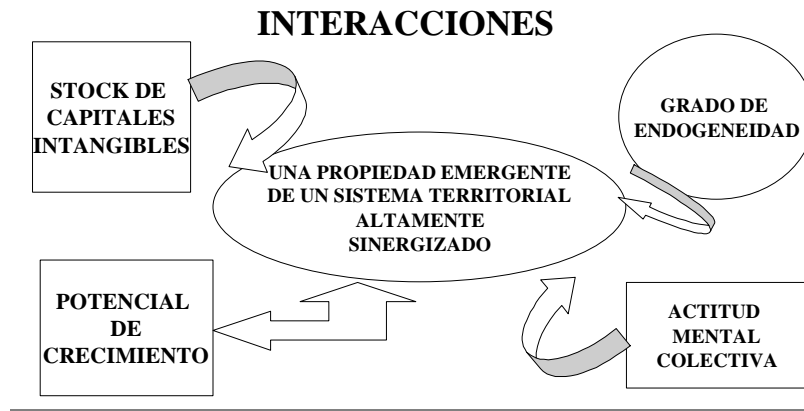 INTERACCIONES
STOCK DE
CAPITALES
INTANGIBLES
GRADO DE
ENDOGENEIDAD
UNA PROPIEDAD EMERGENTE
DE UN SISTEMA TERRITORIAL
ALTAMENTE
SINERGIZADO
POTENCIAL
DE
CRECIMIENTO
ACTITUD
MENTAL
COLECTIVA